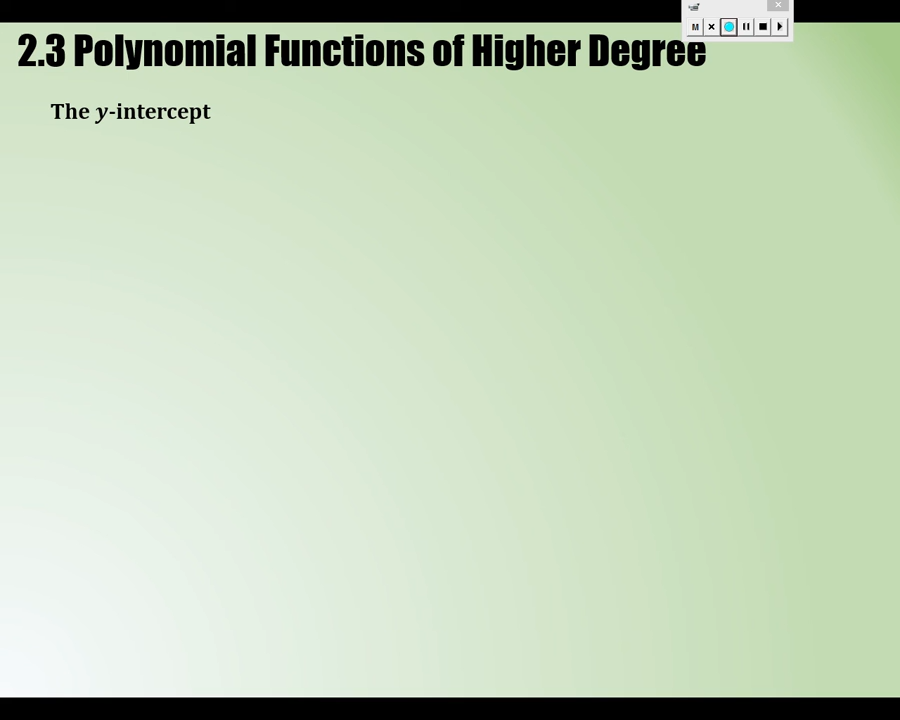 2.3 Polynomial Functions of Higher Degree
The y-intercept
M